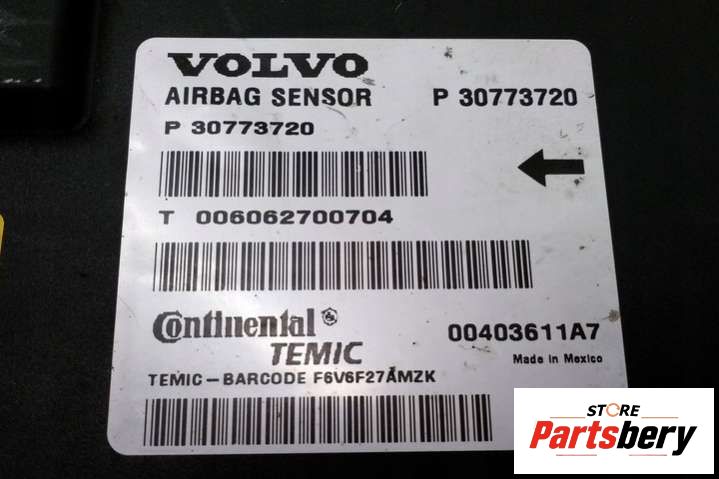 VOLVO
AIRBAG SENSOR P 30773720
P 30773720
T 006062700704
Continental
TEMIC
00403611A7
Made in Mexico
TEMIC-BARCODE F6V6F27AMZK
STORE
Partsbery